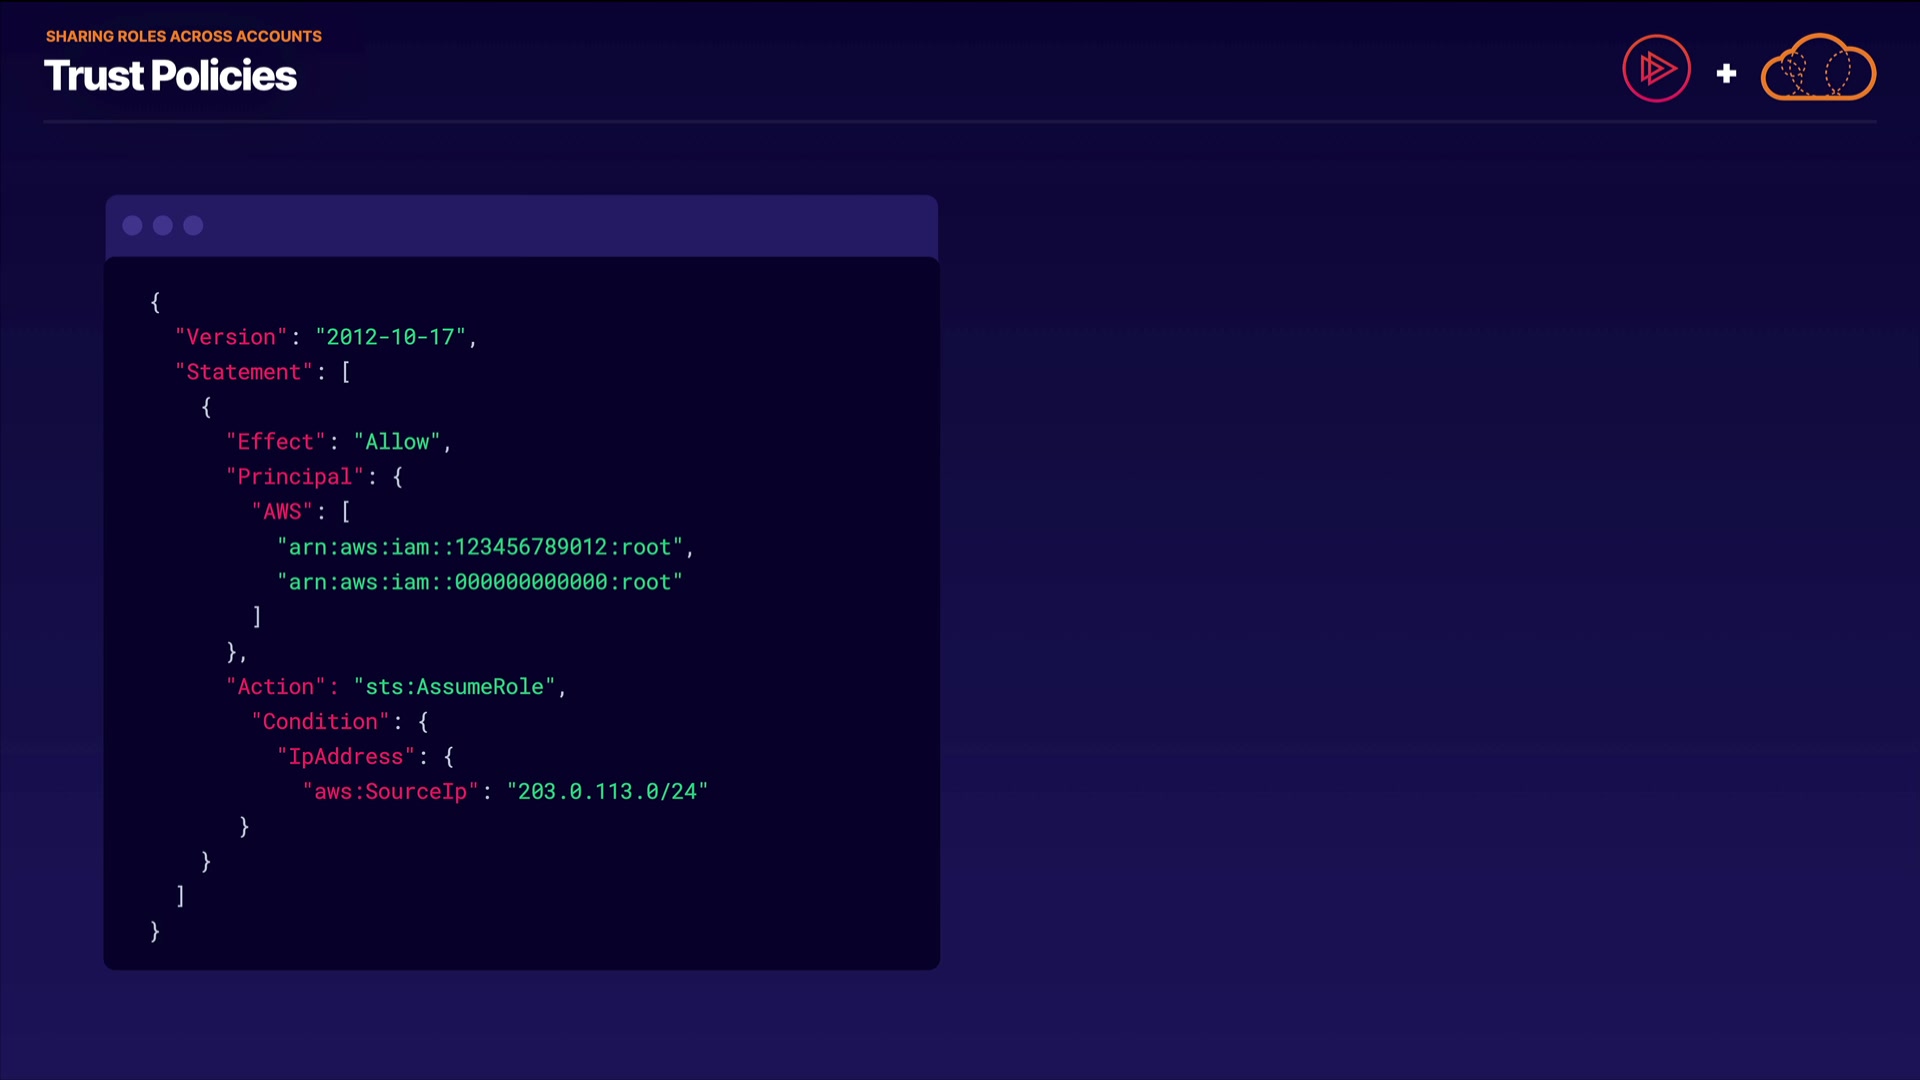 SHARING ROLES ACROSS ACCOUNTS
Trust Policies
{
"Version": "2012-10-17",
"Statement": [
{
"Effect": "Allow",
"Principal": {
"AWS": [
"arn:aws:iam::123456789012:root",
"arn:aws:iam::000000000000:root"
]
},
"Action": "sts:AssumeRole",
"Condition": {
"IpAddress": {
"aws:SourceIp": "203.0.113.0/24"
}
}
]
}